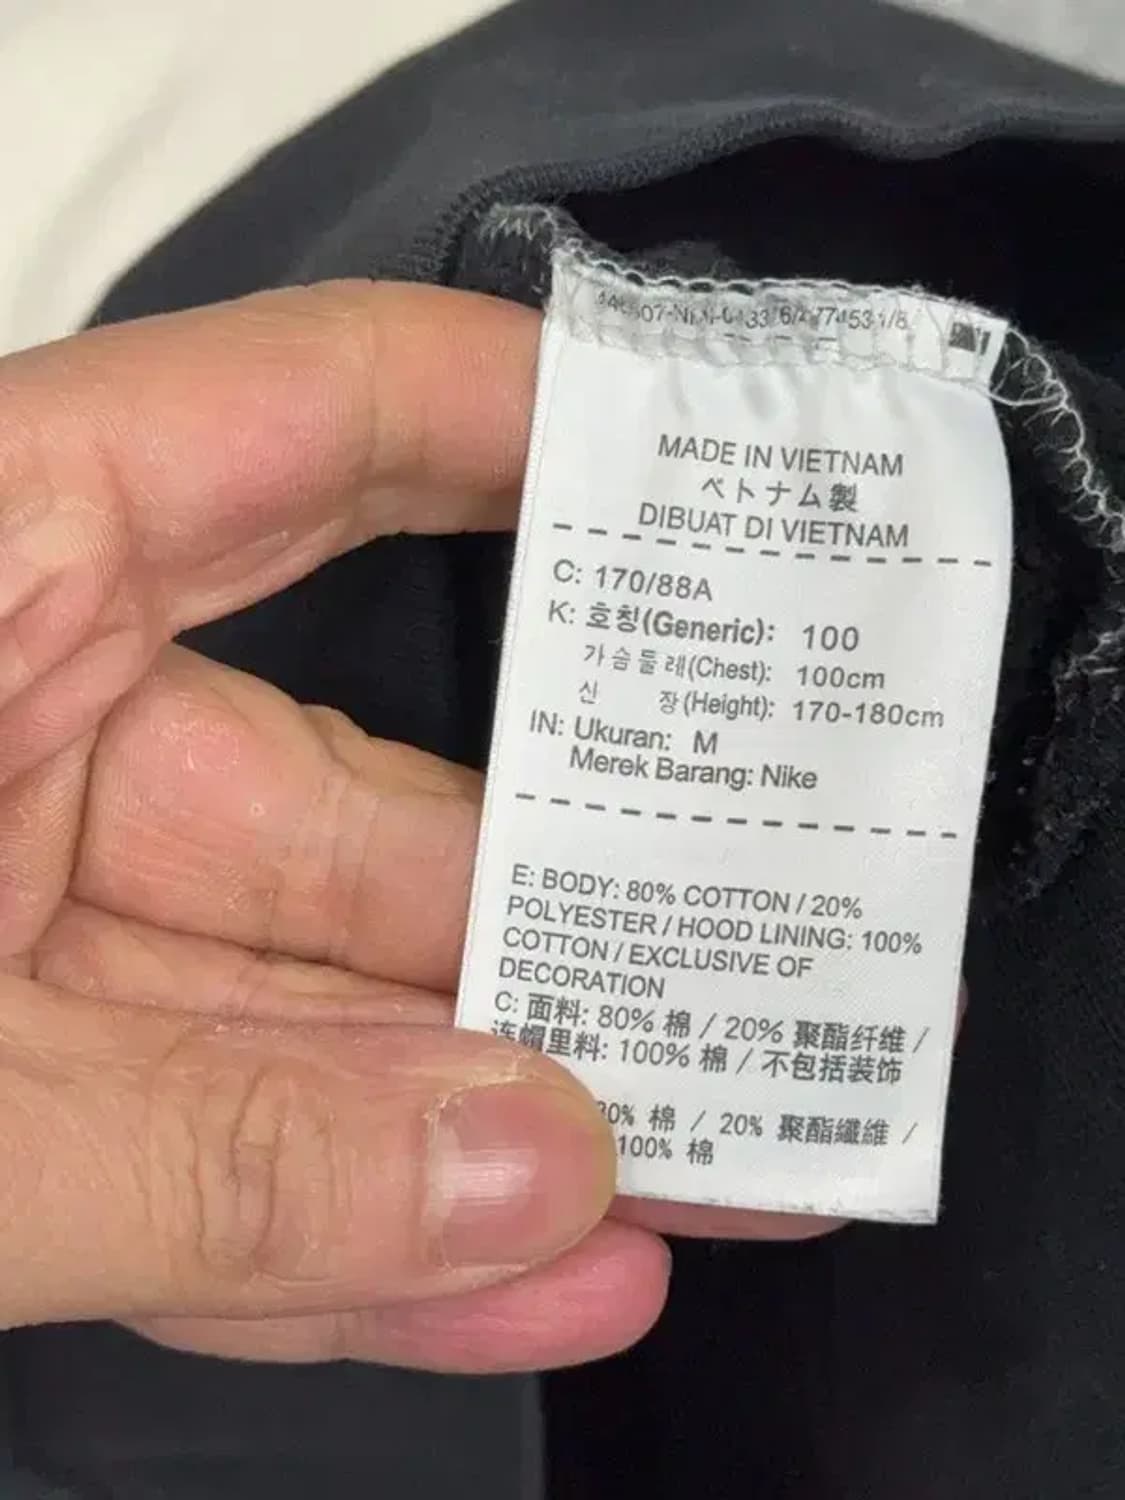 MADE IN VIETNAM
ベトナム製
DIBUAT DI VIETNAM
C: 170/88A
K: 호칭(Generic): 100
가슴둘레(Chest): 100cm
신 장(Height): 170-180cm
IN: Ukuran: M
Merek Barang: Nike
E: BODY: 80% COTTON / 20%
POLYESTER / HOOD LINING: 100%
COTTON / EXCLUSIVE OF
DECORATION
C: 面料: 80% 棉 / 20% 聚酯纤维 /
连帽里料: 100% 棉 / 不包括装饰
棉 / 20% 聚酯纖維 /
100% 棉